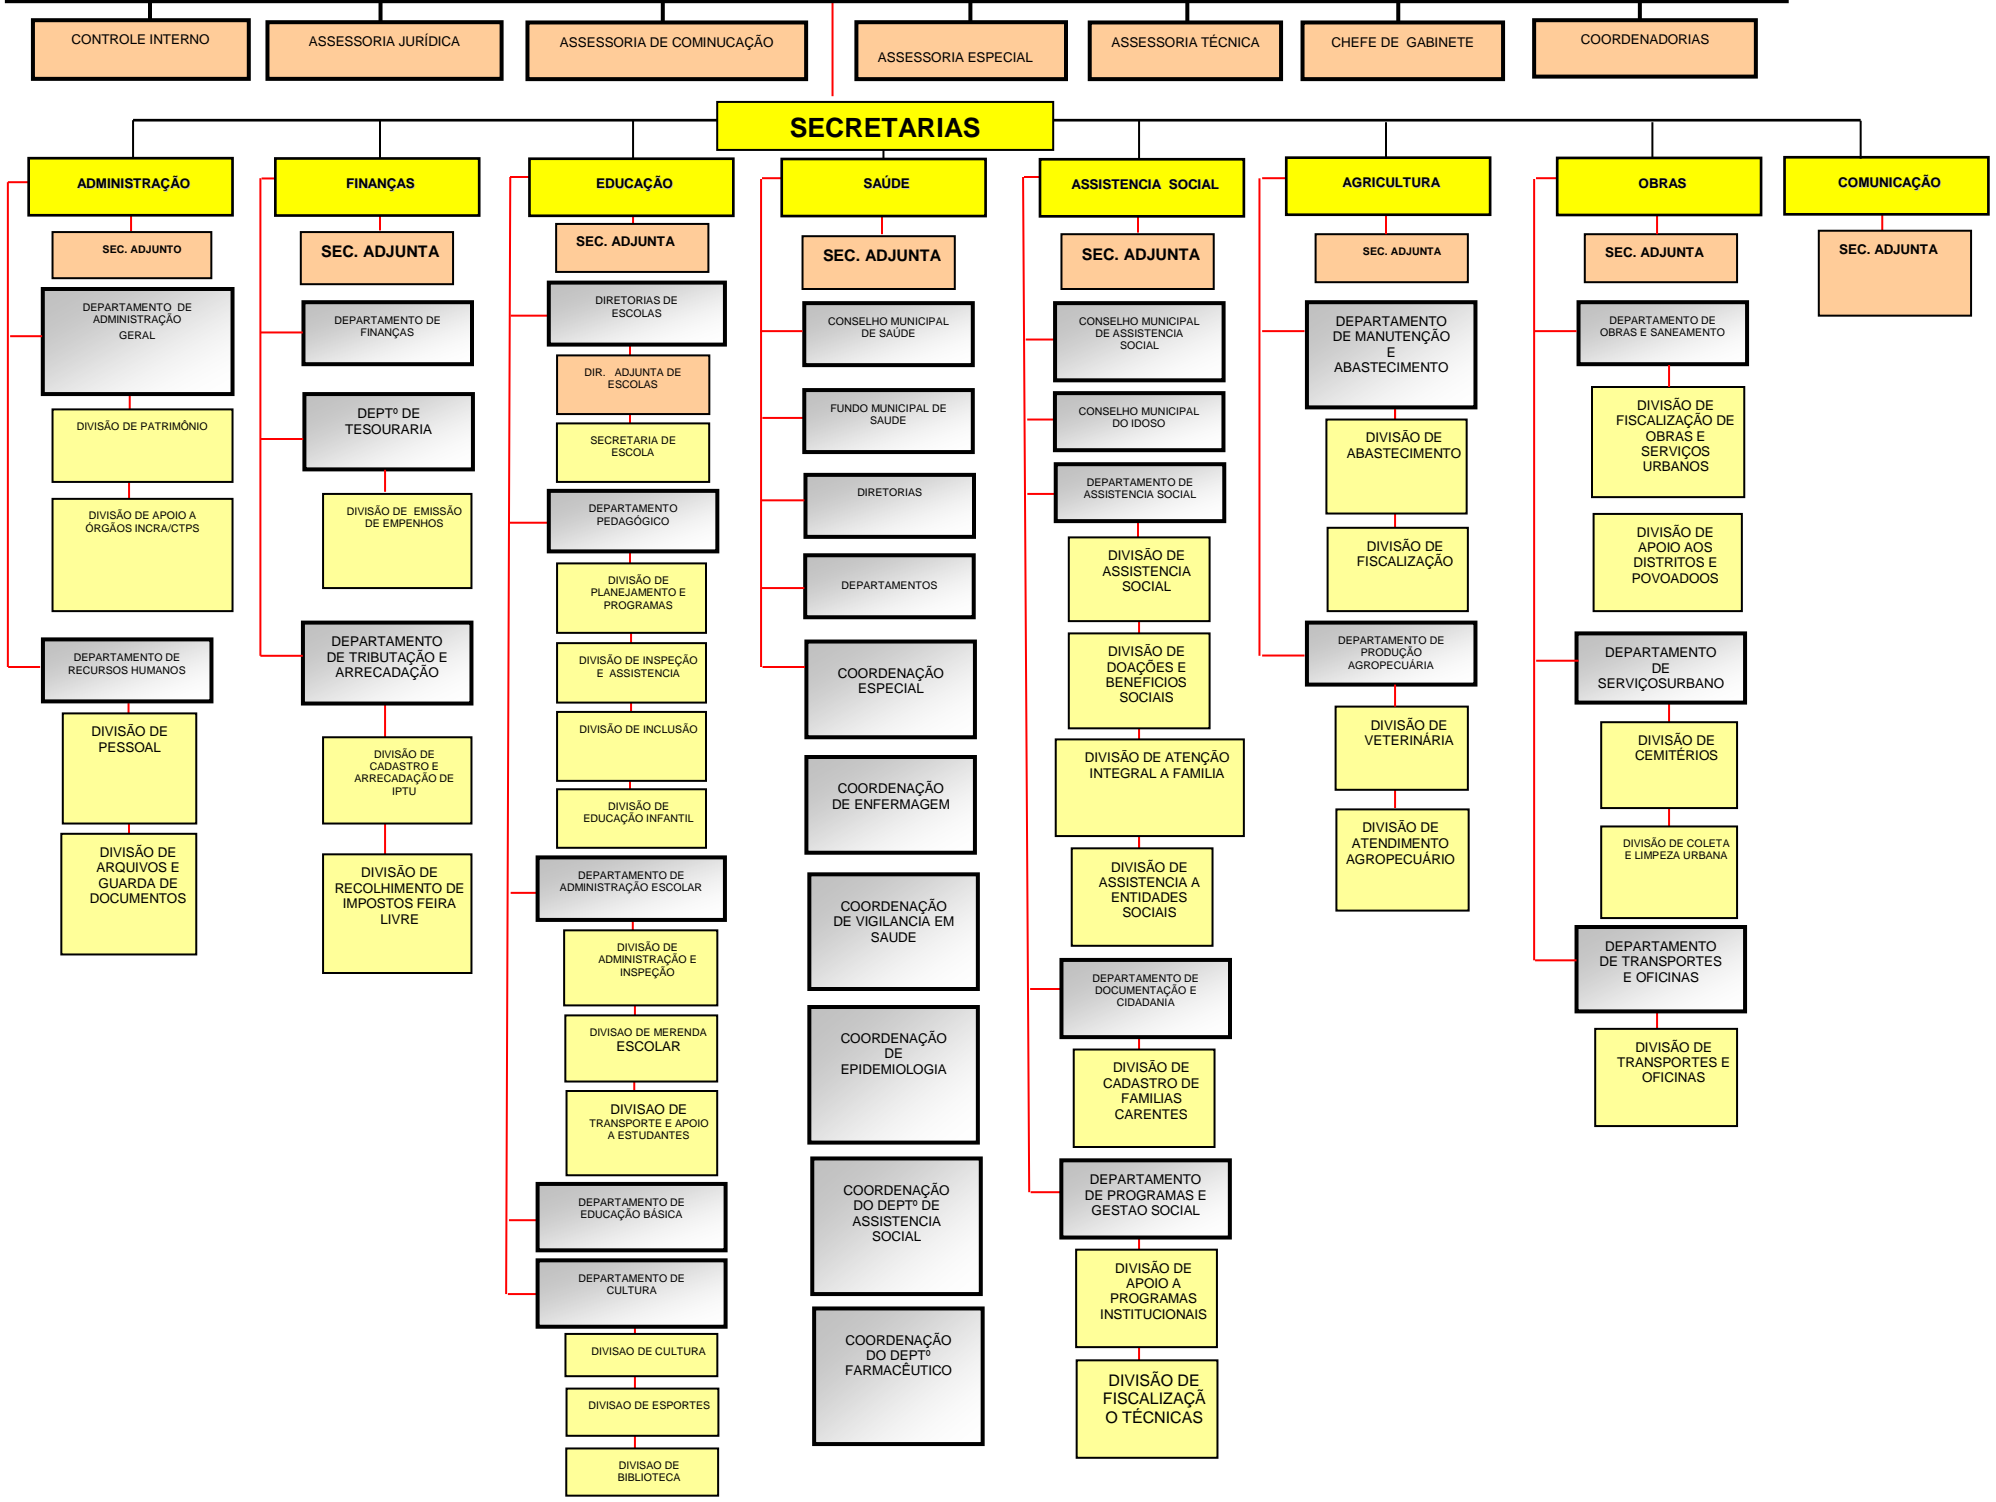 CONTROLE INTERNO
ASSESSORIA JURÍDICA
ASSESSORIA DE COMINUCAÇÃO
ASSESSORIA ESPECIAL
ASSESSORIA TÉCNICA
CHEFE DE GABINETE
COORDENADORIAS
SECRETARIAS
ADMINISTRAÇÃO
SEC. ADJUNTO
DEPARTAMENTO DE
ADMINISTRAÇÃO
GERAL
DIVISÃO DE PATRIMÔNIO
DIVISÃO DE APOIO A
ÓRGÃOS INCRA/CTPS
DEPARTAMENTO DE
RECURSOS HUMANOS
DIVISÃO DE
PESSOAL
DIVISÃO DE
ARQUIVOS E
GUARDA DE
DOCUMENTOS
FINANÇAS
SEC. ADJUNTA
DEPARTAMENTO DE
FINANÇAS
DEPTº DE
TESOURARIA
DIVISÃO DE EMISSÃO
DE EMPENHOS
DEPARTAMENTO
DE TRIBUTAÇÃO E
ARRECADAÇÃO
DIVISÃO DE
CADASTRO E
ARRECADAÇÃO DE
IPTU
DIVISÃO DE
RECOLHIMENTO DE
IMPOSTOS FEIRA
LIVRE
EDUCAÇÃO
SEC. ADJUNTA
DIRETORIAS DE
ESCOLAS
DIR. ADJUNTA DE
ESCOLAS
SECRETARIA DE
ESCOLA
DEPARTAMENTO
PEDAGÓGICO
DIVISÃO DE
PLANEJAMENTO E
PROGRAMAS
DIVISÃO DE INSPEÇÃO
E ASSISTENCIA
DIVISÃO DE INCLUSÃO
DIVISÃO DE
EDUCAÇÃO INFANTIL
DEPARTAMENTO DE
ADMINISTRAÇÃO ESCOLAR
DIVISÃO DE
ADMINISTRAÇÃO E
INSPEÇÃO
DIVISAO DE MERENDA
ESCOLAR
DIVISAO DE
TRANSPORTE E APOIO
A ESTUDANTES
DEPARTAMENTO DE
EDUCAÇÃO BÁSICA
DEPARTAMENTO DE
CULTURA
DIVISAO DE CULTURA
DIVISAO DE ESPORTES
DIVISAO DE
BIBLIOTECA
SAÚDE
SEC. ADJUNTA
CONSELHO MUNICIPAL
DE SAÚDE
FUNDO MUNICIPAL DE
SAUDE
DIRETORIAS
DEPARTAMENTOS
COORDENAÇÃO
ESPECIAL
COORDENAÇÃO
DE ENFERMAGEM
COORDENAÇÃO
DE VIGILANCIA EM
SAUDE
COORDENAÇÃO
DE
EPIDEMIOLOGIA
COORDENAÇÃO
DO DEPTº DE
ASSISTENCIA
SOCIAL
COORDENAÇÃO
DO DEPTº
FARMACÊUTICO
ASSISTENCIA SOCIAL
SEC. ADJUNTA
CONSELHO MUNICIPAL
DE ASSISTENCIA
SOCIAL
CONSELHO MUNICIPAL
DO IDOSO
DEPARTAMENTO DE
ASSISTENCIA SOCIAL
DIVISÃO DE
ASSISTENCIA
SOCIAL
DIVISÃO DE
DOAÇÕES E
BENEFICIOS
SOCIAIS
DIVISÃO DE ATENÇÃO
INTEGRAL A FAMILIA
DIVISÃO DE
ASSISTENCIA A
ENTIDADES
SOCIAIS
DEPARTAMENTO DE
DOCUMENTAÇÃO E
CIDADANIA
DIVISÃO DE
CADASTRO DE
FAMILIAS
CARENTES
DEPARTAMENTO
DE PROGRAMAS E
GESTAO SOCIAL
DIVISÃO DE
APOIO A
PROGRAMAS
INSTITUCIONAIS
DIVISÃO DE
FISCALIZAÇÃ
O TÉCNICAS
AGRICULTURA
SEC. ADJUNTA
DEPARTAMENTO
DE MANUTENÇÃO
E
ABASTECIMENTO
DIVISÃO DE
ABASTECIMENTO
DIVISÃO DE
FISCALIZAÇÃO
DEPARTAMENTO DE
PRODUÇÃO
AGROPECUÁRIA
DIVISÃO DE
VETERINÁRIA
DIVISÃO DE
ATENDIMENTO
AGROPECUÁRIO
OBRAS
SEC. ADJUNTA
DEPARTAMENTO DE
OBRAS E SANEAMENTO
DIVISÃO DE
FISCALIZAÇÃO DE
OBRAS E
SERVIÇOS
URBANOS
DIVISÃO DE
APOIO AOS
DISTRITOS E
POVOADOOS
DEPARTAMENTO
DE
SERVIÇOSURBANO
DIVISÃO DE
CEMITÉRIOS
DIVISÃO DE COLETA
E LIMPEZA URBANA
DEPARTAMENTO
DE TRANSPORTES
E OFICINAS
DIVISÃO DE
TRANSPORTES E
OFICINAS
COMUNICAÇÃO
SEC. ADJUNTA